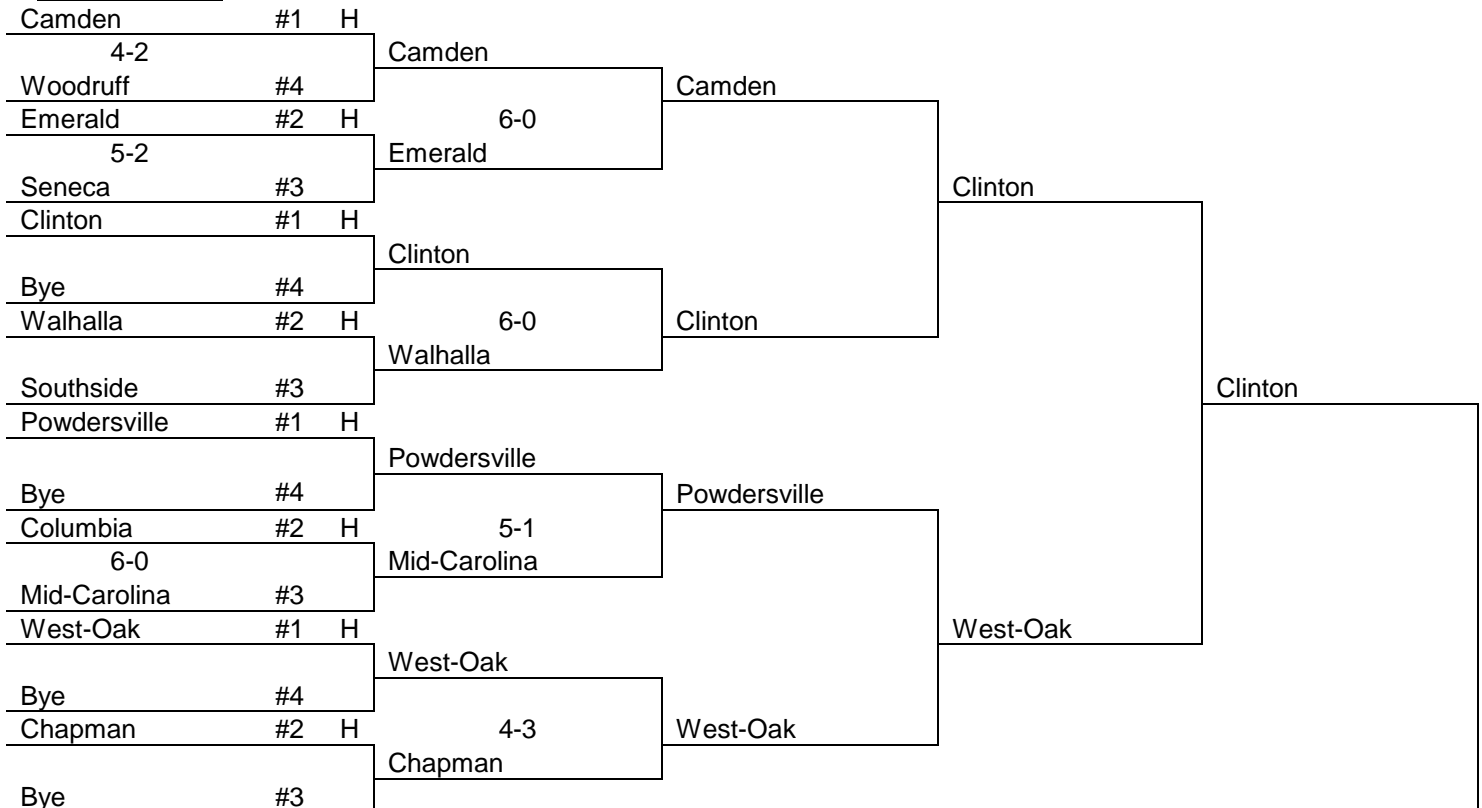 Camden #1 H
4-2 Camden
Woodruff #4 Camden
Emerald #2 H 6-0
5-2 Emerald
Seneca #3 Clinton
Clinton #1 H
Clinton
Bye #4
Walhalla #2 H 6-0 Clinton
Walhalla
Southside #3 Clinton
Powdersville #1 H
Powdersville
Bye #4 Powdersville
Columbia #2 H 5-1
6-0 Mid-Carolina
Mid-Carolina #3
West-Oak #1 H West-Oak
West-Oak
Bye #4
Chapman #2 H 4-3 West-Oak
Chapman
Bye #3